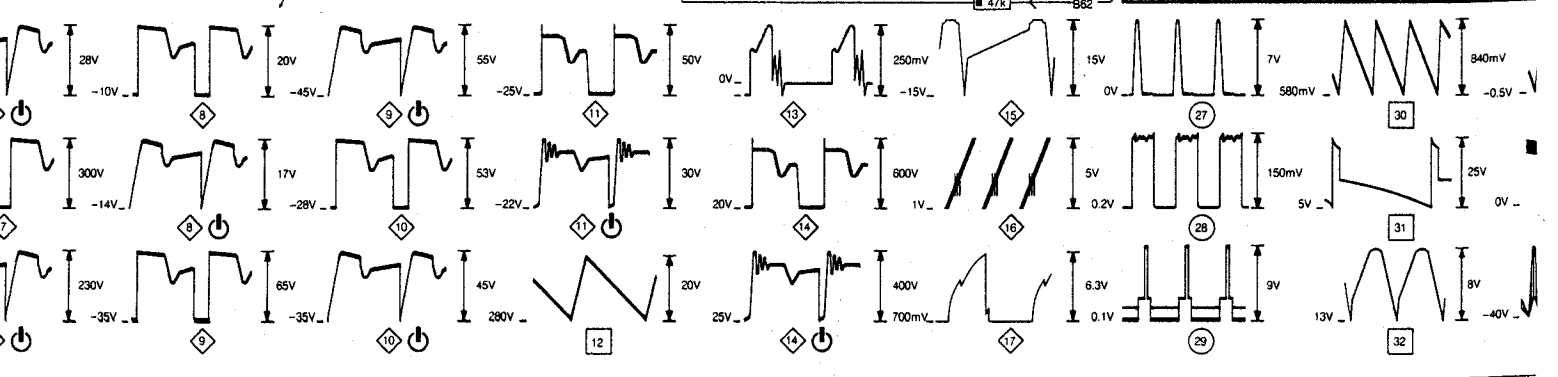 47k
B62
28V -10V 20V -45V 55V -25V 50V 0V 250mV -15V 15V 0V 7V 580mV 840mV -0.5V
8 9 11 13 15 27 30
300V -14V 17V -28V 53V -22V 30V 20V 600V 1V 5V 0.2V 150mV 5V 25V 0V
7 8 10 11 14 16 28 31
230V -35V 65V -35V 45V 280V 20V 25V 400V 700mV 6.3V 0.1V 9V 13V 8V -40V
9 10 12 14 17 29 32